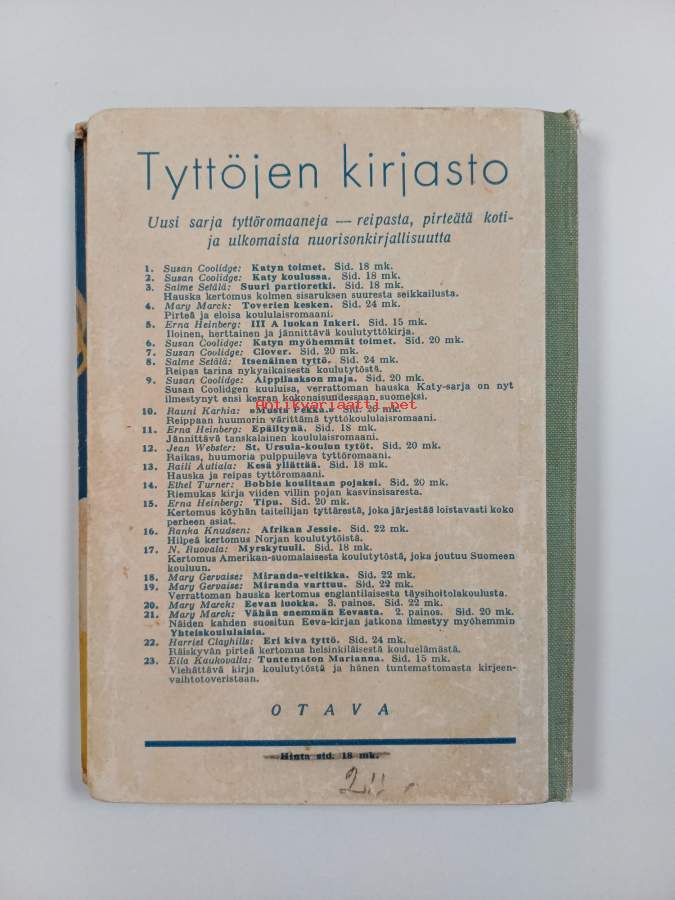 Tyttöjen kirjasto
Uusi sarja tyttöromaaneja — reipasta, pirteätä koti-
ja ulkomaista nuorisonkirjallisuutta
1. Susan Coolidge: Katyn toimet. Sid. 18 mk.
2. Susan Coolidge: Katy koulussa. Sid. 18 mk.
3. Salme Setälä: Suuri partioretki. Sid. 18 mk.
Hauska kertomus kolmen sisaruksen suuresta seikkailusta.
4. Mary Marck: Toverien kesken. Sid. 24 mk.
Pirteä ja eloisa koululaisromaani.
5. Erna Heinberg: III A luokan Inkeri. Sid. 15 mk.
Iloinen, herttainen ja jännittävä koulutyttökirja.
6. Susan Coolidge: Katyn myöhemmät toimet. Sid. 20 mk.
7. Susan Coolidge: Clover. Sid. 20 mk.
8. Salme Setälä: Itsenäinen tyttö. Sid. 24 mk.
Reipas tarina nykyaikaisesta koulutytöstä.
9. Susan Coolidge: Alppilaakson maja. Sid. 20 mk.
Susan Coolidgen kuuluisa, verrattoman hauska Katy-sarja on nyt
ilmestynyt ensi kerran kokonaisuudessaan suomeksi.
Antikvariaatti.net
10. Rauni Karhia: »Musta Pekka.» Sid. 20 mk.
Reippaan huumorin värittämä tyttökoululaisromaani.
11. Erna Heinberg: Epäiltynä. Sid. 18 mk.
Jännittävä tanskalainen koululaisromaani.
12. Jean Webster: St. Ursula-koulun tytöt. Sid. 20 mk.
Raikas, huumoria pulppuileva tyttöromaani.
13. Raili Autiala: Kesä yllättää. Sid. 18 mk.
Hauska ja reipas tyttöromaani.
14. Ethel Turner: Bobbie koulitaan pojaksi. Sid. 20 mk.
Riemukas kirja viiden villin pojan kasvinsisaresta.
15. Erna Heinberg: Tipu. Sid. 20 mk.
Kertomus köyhän taiteilijan tyttärestä, joka järjestää loistavasti koko
perheen asiat.
16. Ranka Knudsen: Afrikan Jessie. Sid. 22 mk.
Hilpeä kertomus Norjan koulutytöistä.
17. N. Ruovala: Myrskytuuli. Sid. 18 mk.
Kertomus Amerikan-suomalaisesta koulutytöstä, joka joutuu Suomeen
kouluun.
18. Mary Gervaise: Miranda-veitikka. Sid. 22 mk.
19. Mary Gervaise: Miranda varttuu. Sid. 22 mk.
Verrattoman hauska kertomus englantilaisesta täysihoitolakoulusta.
20. Mary Marck: Eevan luokka. 3. painos. Sid. 22 mk.
21. Mary Marck: Vähän enemmän Eevasta. 2. painos. Sid. 20 mk.
Näiden kahden suositun Eeva-kirjan jatkona ilmestyy myöhemmin
Yhteiskoululaisia.
22. Harriet Clayhills: Eri kiva tyttö. Sid. 24 mk.
Räiskyvän pirteä kertomus helsinkiläisestä kouluelämästä.
23. Eila Kaukovalta: Tuntematon Marianna. Sid. 15 mk.
Viehättävä kirja koulutytöstä ja hänen tuntemattomasta kirjeen-
vaihtotoveristaan.
OTAVA
Hinta sid. 18 mk.